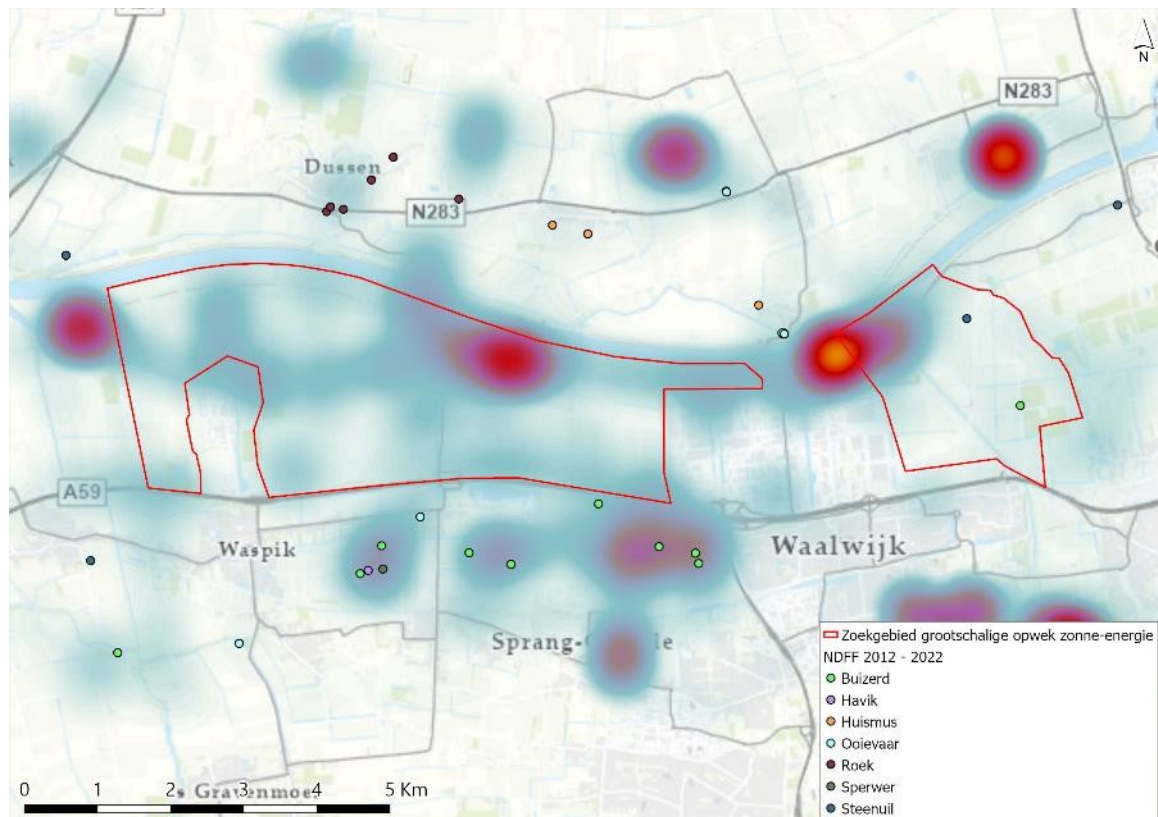 N
N283
Dussen
N283
A59
Waspik
Waalwijk
Sprang-
Zoekgebied grootschalige opwek zonne-energie
NDFF 2012 - 2022
Buizerd
Havik
Huismus
Ooievaar
Roek
Sperwer
Steenuil
0 1 2 3 4 5 Km
s Gravenmoer